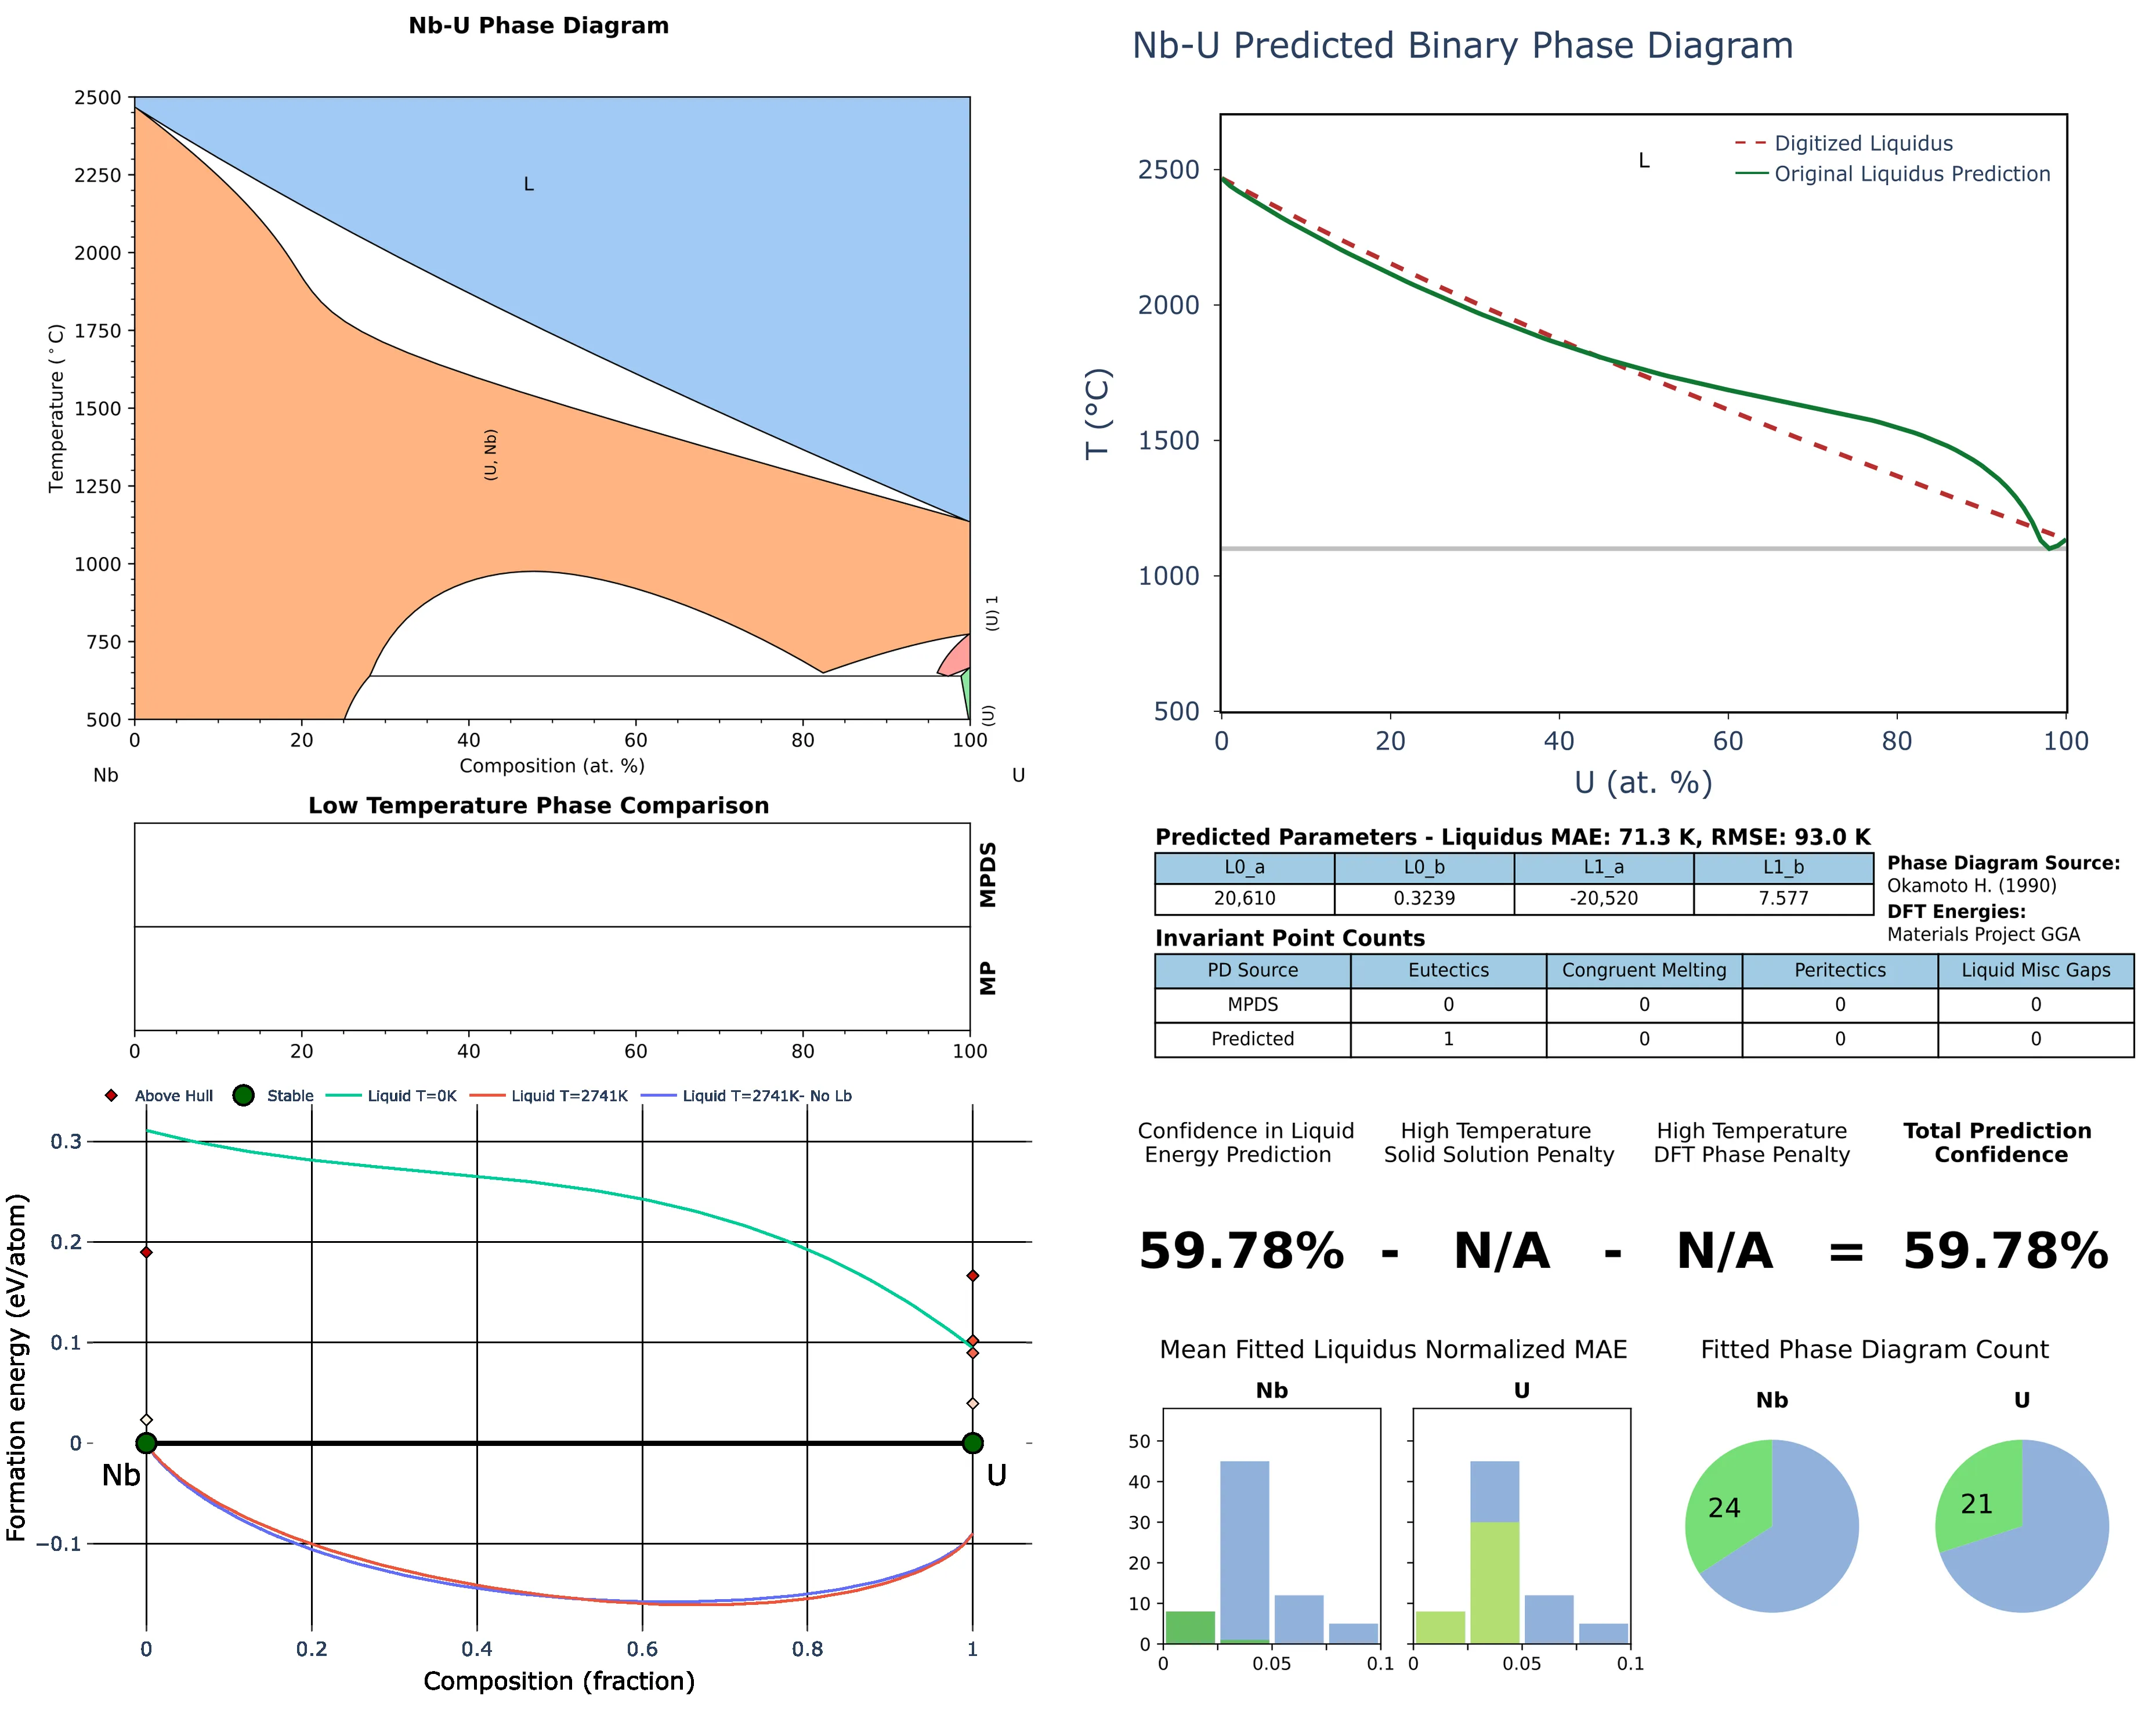 Nb-U Phase Diagram
2500
2250
2000
1750
1500
1250
1000
750
500
Temperature (°C)
L
(U, Nb)
(U) 1
(U)
0 20 40 60 80 100
Composition (at. %)
Nb U
Low Temperature Phase Comparison
MPDS
MP
0 20 40 60 80 100
Above Hull Stable Liquid T=0K Liquid T=2741K Liquid T=2741K- No Lb
0.3
0.2
0.1
0
−0.1
Formation energy (eV/atom)
Nb U
0 0.2 0.4 0.6 0.8 1
Composition (fraction)
Nb-U Predicted Binary Phase Diagram
L
Digitized Liquidus
Original Liquidus Prediction
2500
2000
1500
1000
500
T (°C)
0 20 40 60 80 100
U (at. %)
Predicted Parameters - Liquidus MAE: 71.3 K, RMSE: 93.0 K
L0_a L0_b L1_a L1_b
20,610 0.3239 -20,520 7.577
Phase Diagram Source:
Okamoto H. (1990)
DFT Energies:
Materials Project GGA
Invariant Point Counts
PD Source Eutectics Congruent Melting Peritectics Liquid Misc Gaps
MPDS 0 0 0 0
Predicted 1 0 0 0
Confidence in Liquid
Energy Prediction
High Temperature
Solid Solution Penalty
High Temperature
DFT Phase Penalty
Total Prediction
Confidence
59.78% - N/A - N/A = 59.78%
Mean Fitted Liquidus Normalized MAE
Nb U
50
40
30
20
10
0
0 0.05 0.1 0 0.05 0.1
Fitted Phase Diagram Count
Nb U
24 21